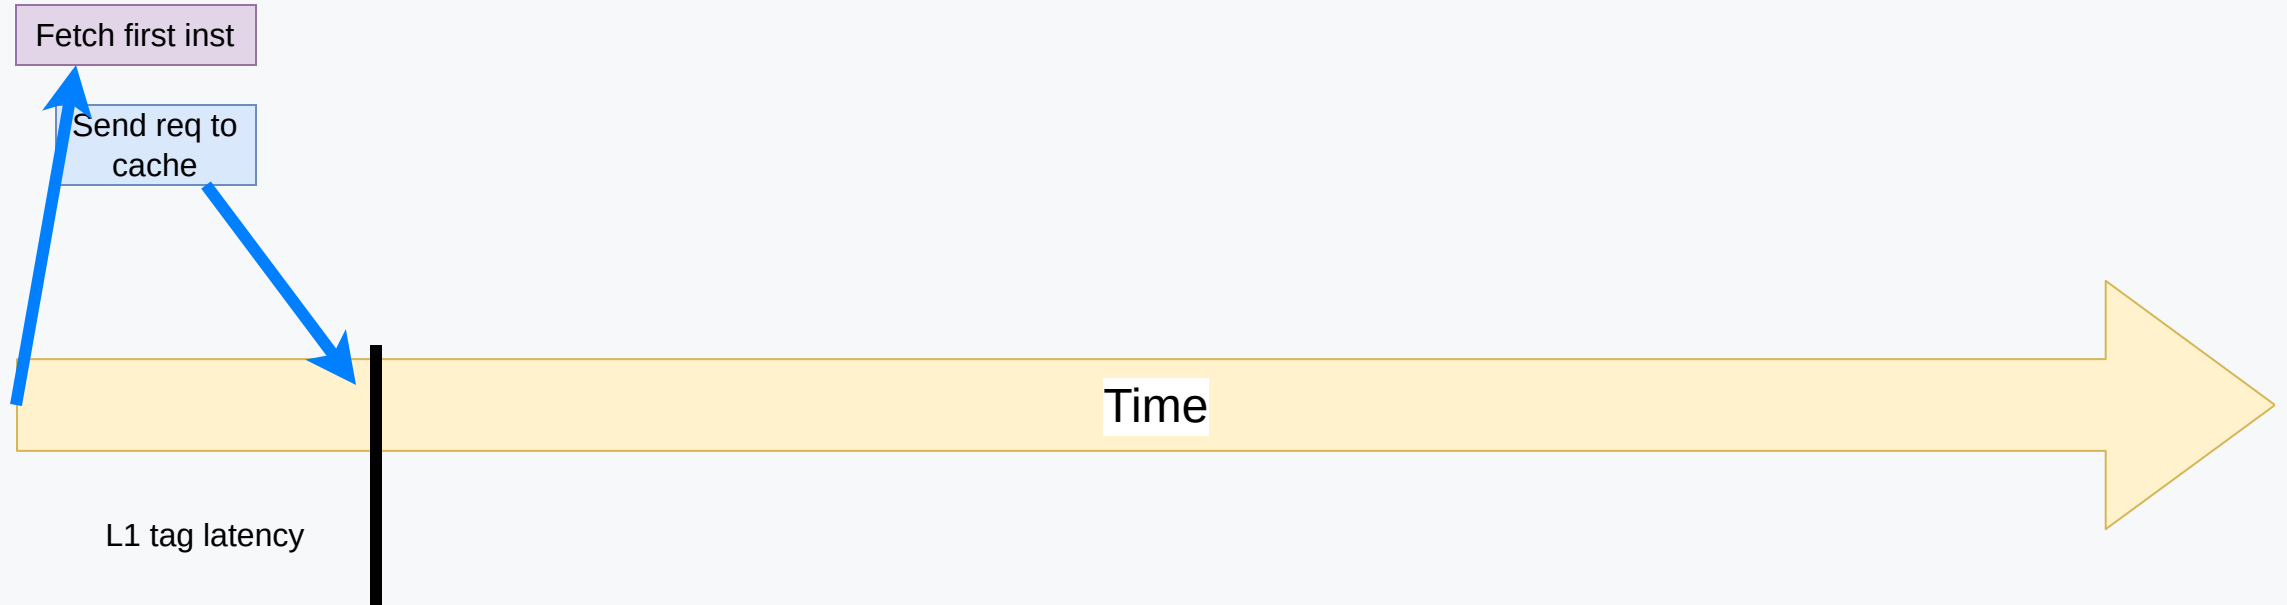 Fetch first inst
Send req to
cache
Time
L1 tag latency